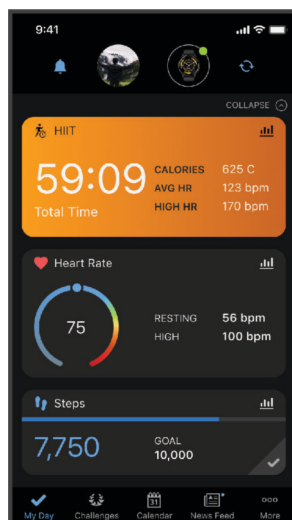 9:41
COLLAPSE
HIIT
59:09
Total Time
CALORIES 625 C
AVG HR 123 bpm
HIGH HR 170 bpm
Heart Rate
75
RESTING 56 bpm
HIGH 100 bpm
Steps
7,750
GOAL
10,000
31
My Day Challenges Calendar News Feed More